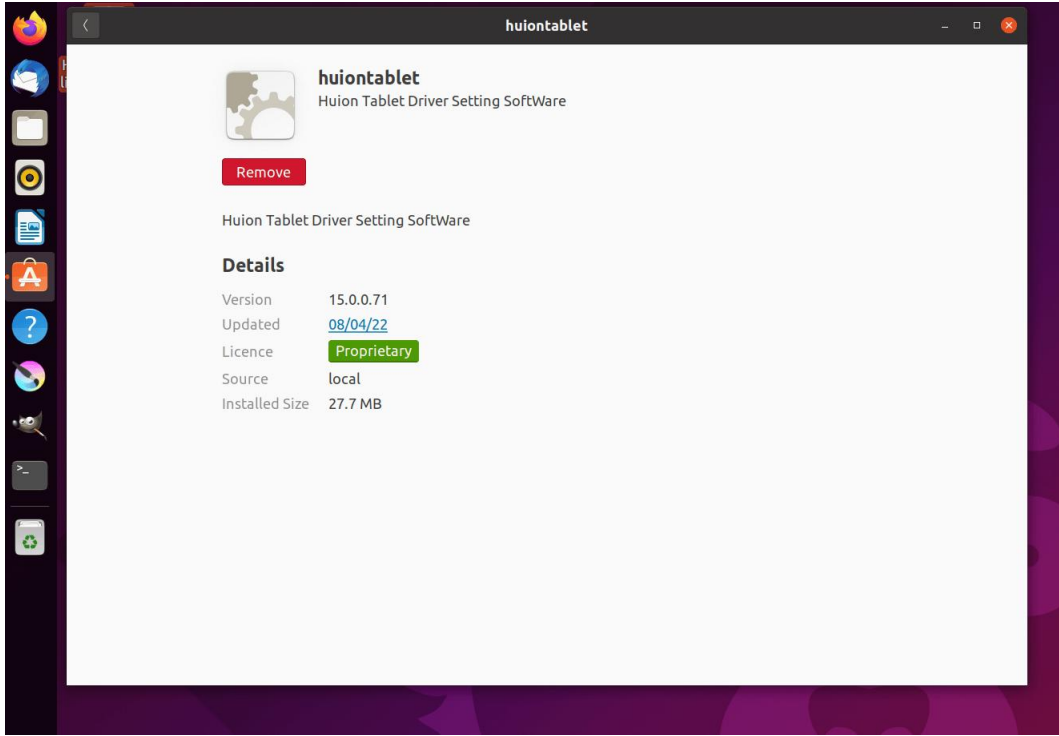 huiontablet
huiontablet
Huion Tablet Driver Setting SoftWare
Remove
Huion Tablet Driver Setting SoftWare
Details
Version 15.0.0.71
Updated 08/04/22
Licence Proprietary
Source local
Installed Size 27.7 MB